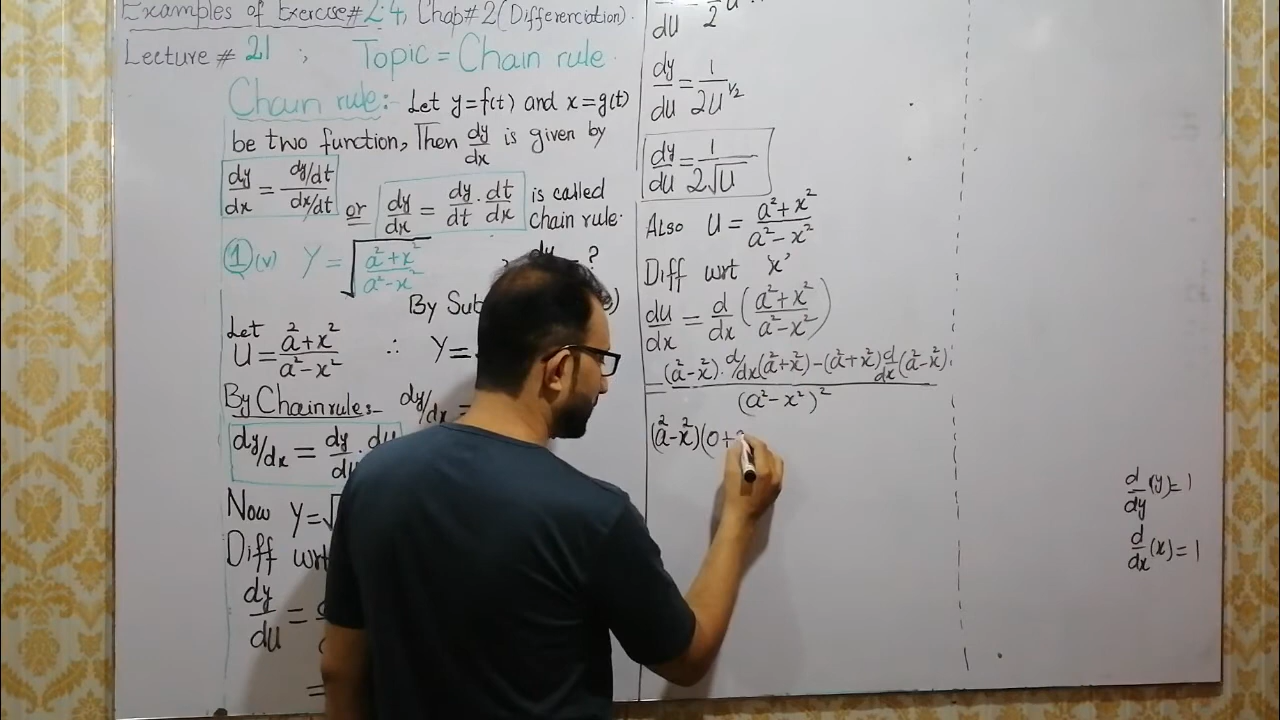 Examples of Exercise# 2.4, Chap#2(Differenciation).
Lecture # 21 ; Topic = Chain rule.
Chain rule:- Let y=f(t) and x=g(t)
be two function, Then dy/dx is given by
dy/dx = (dy/dt)/(dx/dt) or dy/dx = dy/dt . dt/dx is called
chain rule.
① (v) Y = √((a²+x²)/(a²-x²)) ?
By Sub
Let
U = (a²+x²)/(a²-x²) ∴ Y=
By Chain rule:- dy/dx =
dy/dx = dy/du . du
Now Y=√
Diff wrt
dy/du =
=
du 2
dy/du = 1/(2U^½)
dy/du = 1/(2√U)
Also U = (a²+x²)/(a²-x²)
Diff wrt 'x'
du/dx = d/dx ((a²+x²)/(a²-x²))
((a²-x²). d/dx(a²+x²) - (a²+x²) d/dx (a²-x²))/(a²-x²)²
(a²-x²)(0+
d/dy (y)=1
d/dx (x)=1